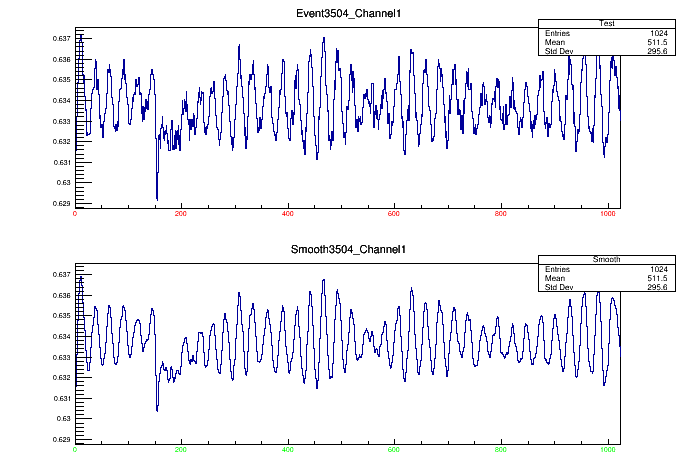 Event3504_Channel1
Test
Entries 1024
Mean 511.5
Std Dev 295.6
0.637
0.636
0.635
0.634
0.633
0.632
0.631
0.63
0.629
0 200 400 600 800 1000
Smooth3504_Channel1
Smooth
Entries 1024
Mean 511.5
Std Dev 295.6
0.637
0.636
0.635
0.634
0.633
0.632
0.631
0.63
0.629
0 200 400 600 800 1000